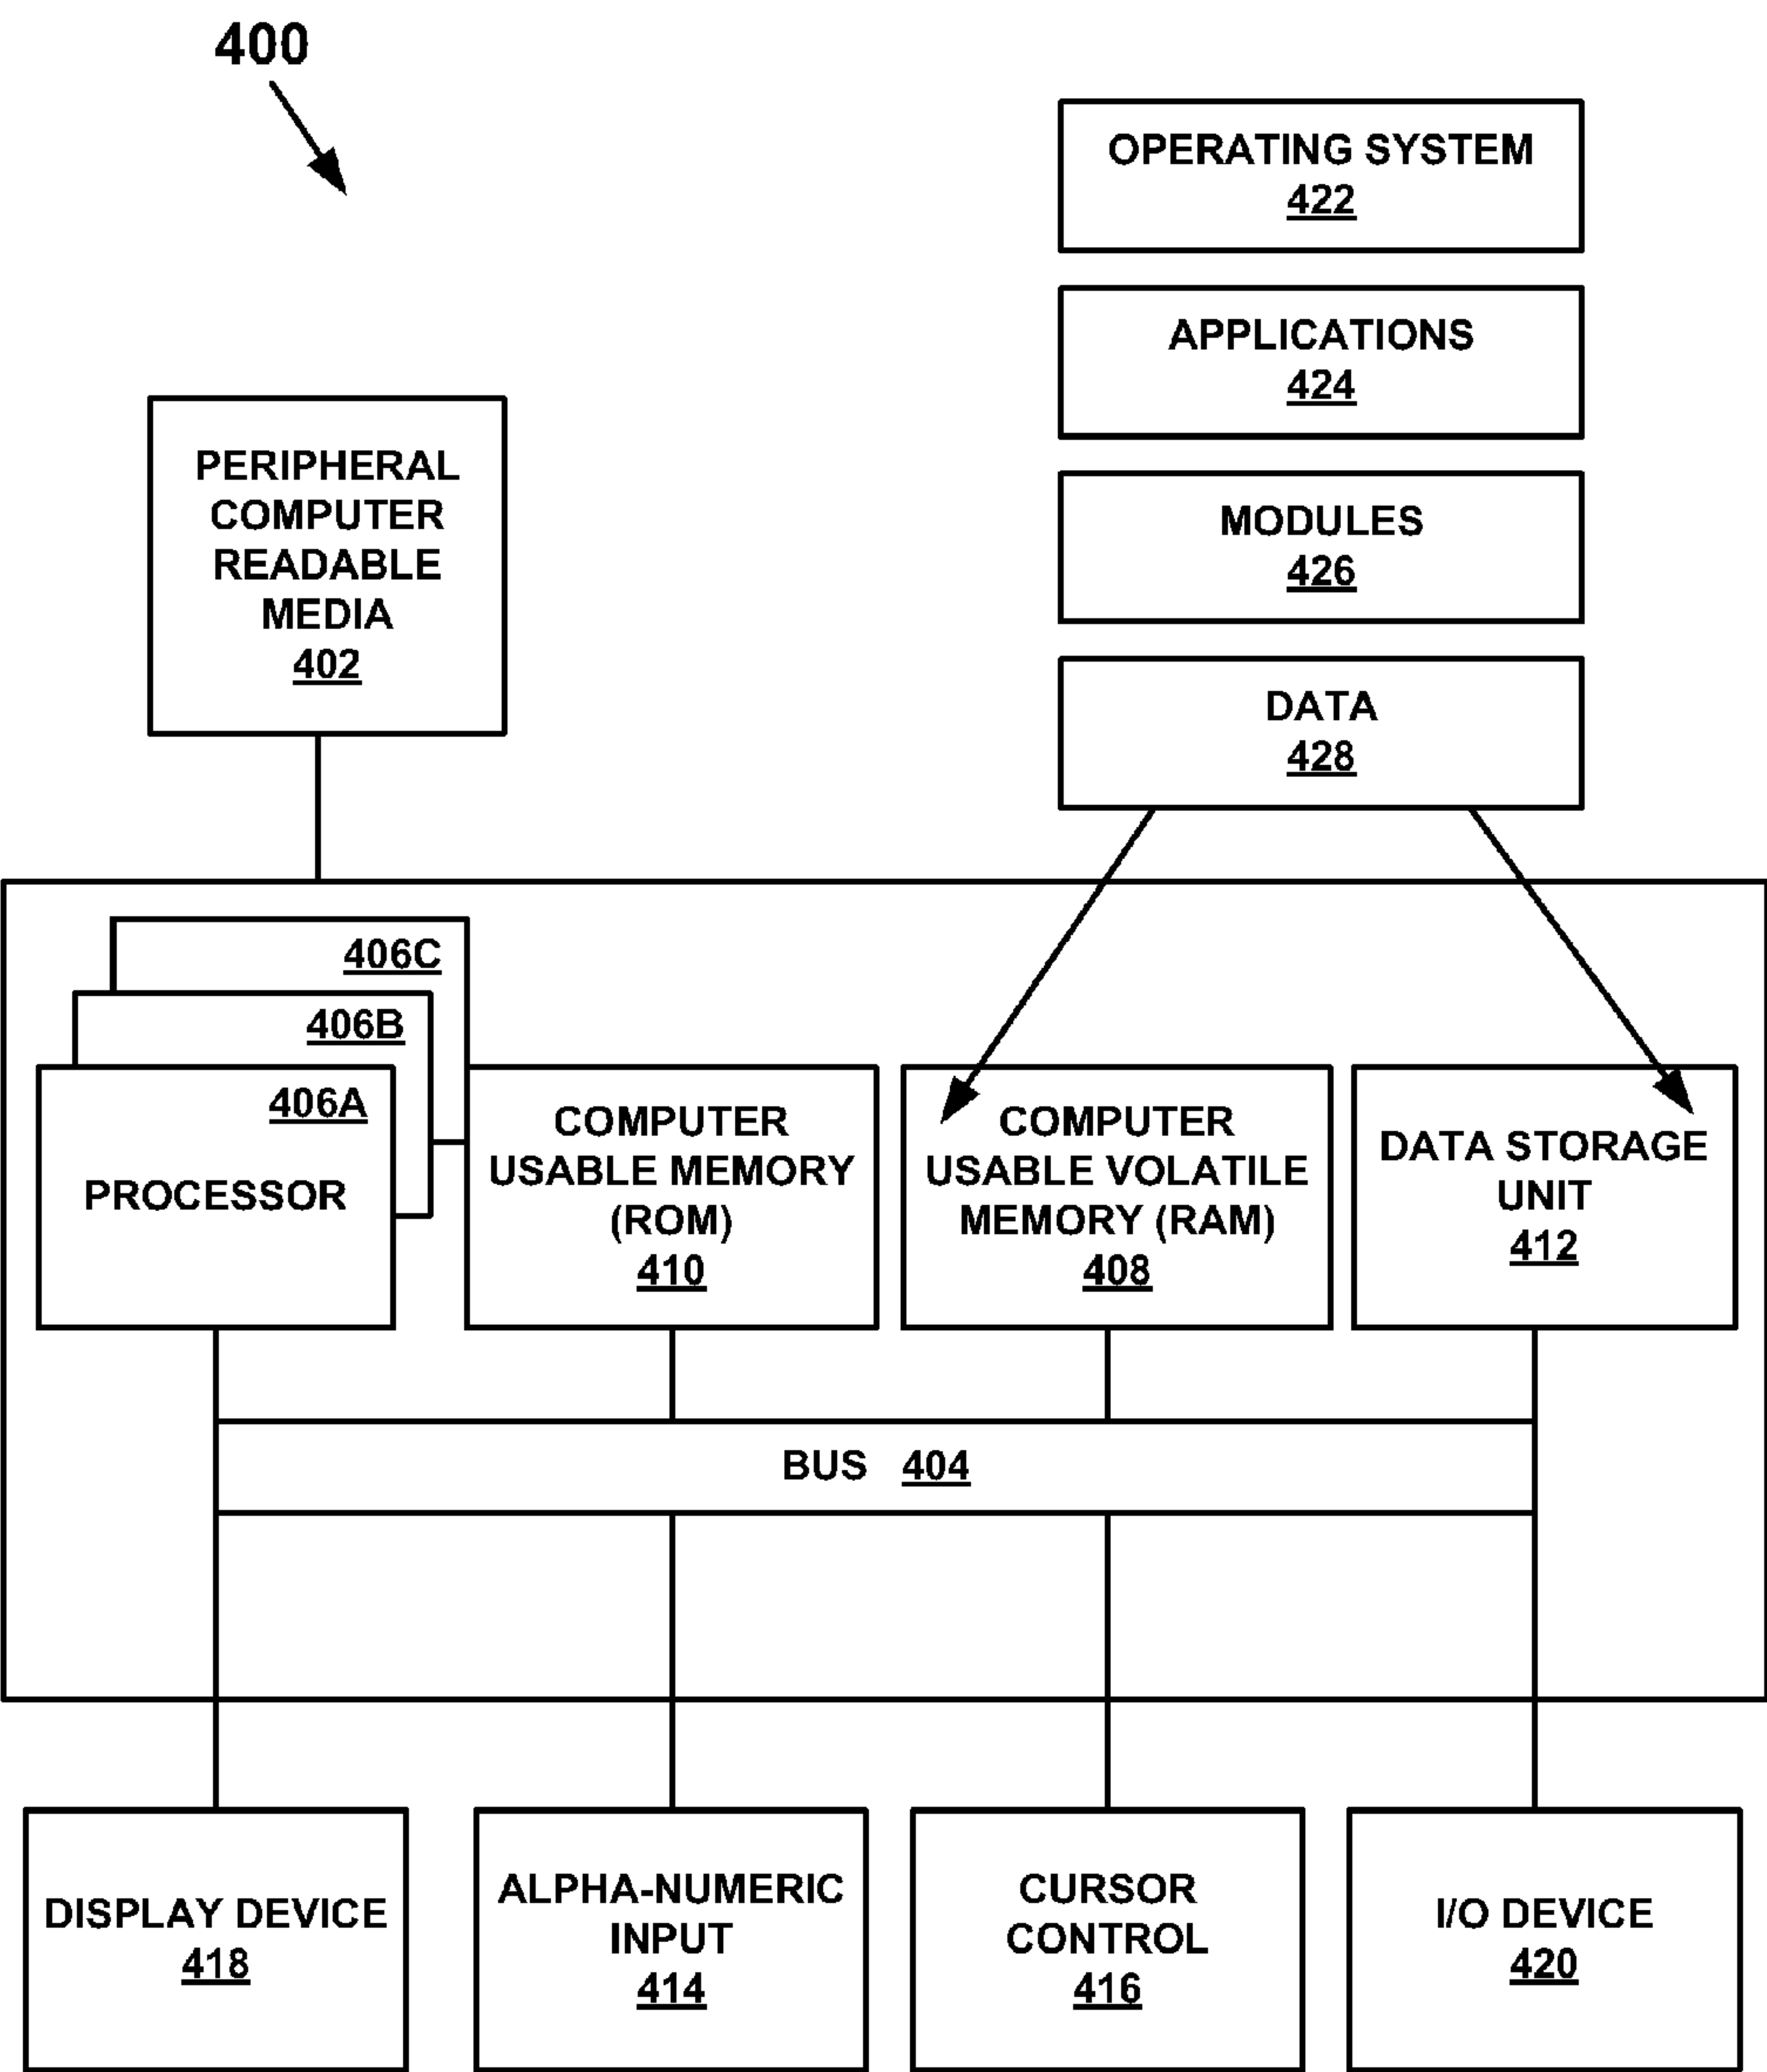 400
OPERATING SYSTEM
422
APPLICATIONS
424
PERIPHERAL
COMPUTER
READABLE
MEDIA
402
MODULES
426
DATA
428
406C
406B
406A
PROCESSOR
COMPUTER
USABLE MEMORY
(ROM)
410
COMPUTER
USABLE VOLATILE
MEMORY (RAM)
408
DATA STORAGE
UNIT
412
BUS 404
DISPLAY DEVICE
418
ALPHA-NUMERIC
INPUT
414
CURSOR
CONTROL
416
I/O DEVICE
420